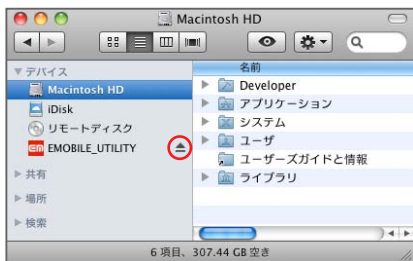 Macintosh HD
デバイス
Macintosh HD
iDisk
リモートディスク
EM EMOBILE_UTILITY
共有
場所
検索
名前
Developer
アプリケーション
システム
ユーザ
ユーザーズガイドと情報
ライブラリ
6 項目、307.44 GB 空き